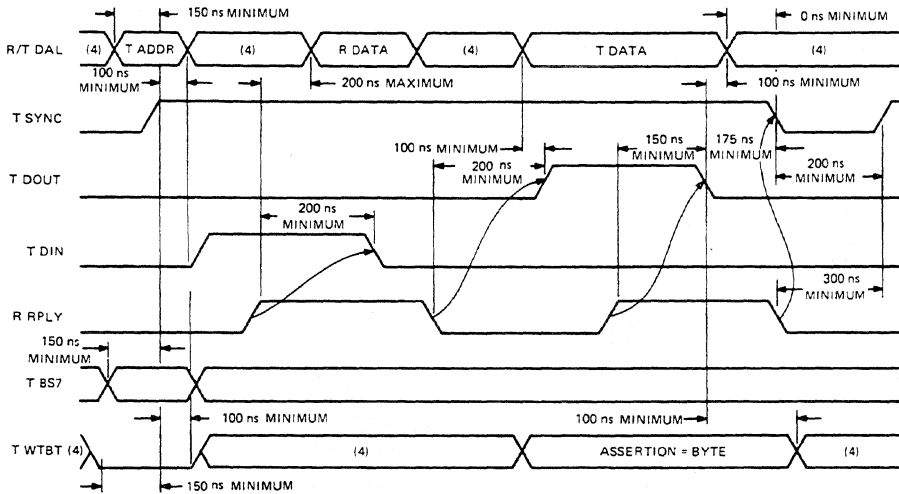 150 ns MINIMUM
0 ns MINIMUM
R/T DAL
(4)
T ADDR
(4)
R DATA
(4)
T DATA
(4)
100 ns
MINIMUM
200 ns MAXIMUM
100 ns MINIMUM
T SYNC
100 ns MINIMUM
150 ns
MINIMUM
175 ns
MINIMUM
200 ns
MINIMUM
200 ns
MINIMUM
T DOUT
200 ns
MINIMUM
T DIN
300 ns
MINIMUM
R RPLY
150 ns
MINIMUM
T BS7
100 ns MINIMUM
100 ns MINIMUM
T WTBT (4)
(4)
ASSERTION = BYTE
(4)
150 ns MINIMUM